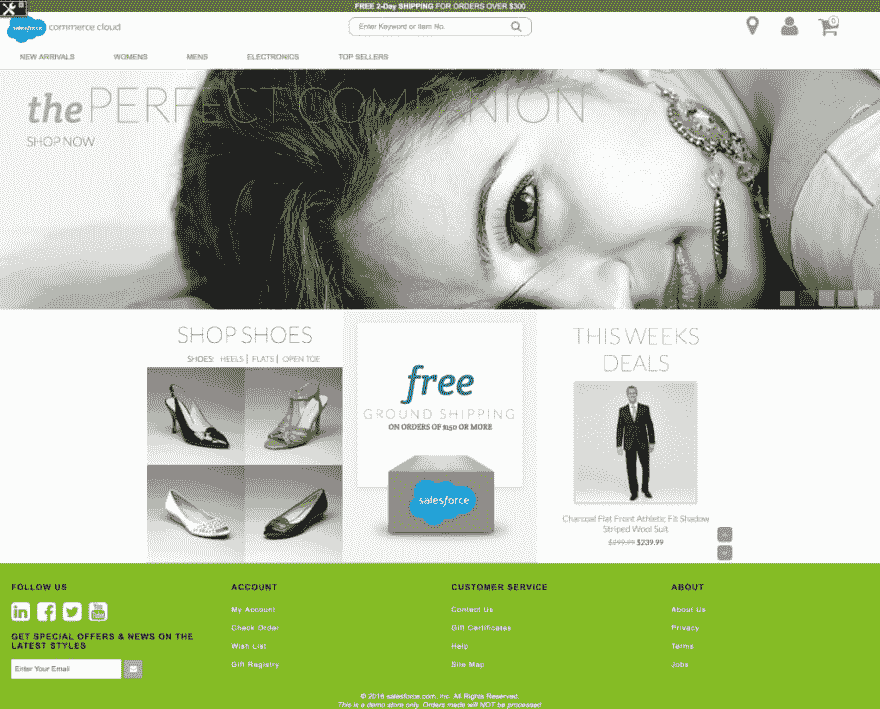 FREE 2-Day SHIPPING FOR ORDERS OVER $300
salesforce commerce cloud
Enter Keyword or Item No.
0
NEW ARRIVALS WOMENS MENS ELECTRONICS TOP SELLERS
the PERFECT COMPANION
SHOP NOW
SHOP SHOES
SHOES: HEELS | FLATS | OPEN TOE
free
GROUND SHIPPING
ON ORDERS OF $150 OR MORE
salesforce
THIS WEEKS
DEALS
Charcoal Flat Front Athletic Fit Shadow
Striped Wool Suit
$299.99 $239.99
FOLLOW US
in f You Tube
GET SPECIAL OFFERS & NEWS ON THE
LATEST STYLES
Enter Your Email
ACCOUNT
My Account
Check Order
Wish List
Gift Registry
CUSTOMER SERVICE
Contact Us
Gift Certificates
Help
Site Map
ABOUT
About Us
Privacy
Terms
Jobs
© 2016 salesforce.com, inc. All Rights Reserved.
This is a demo store only. Orders made will NOT be processed